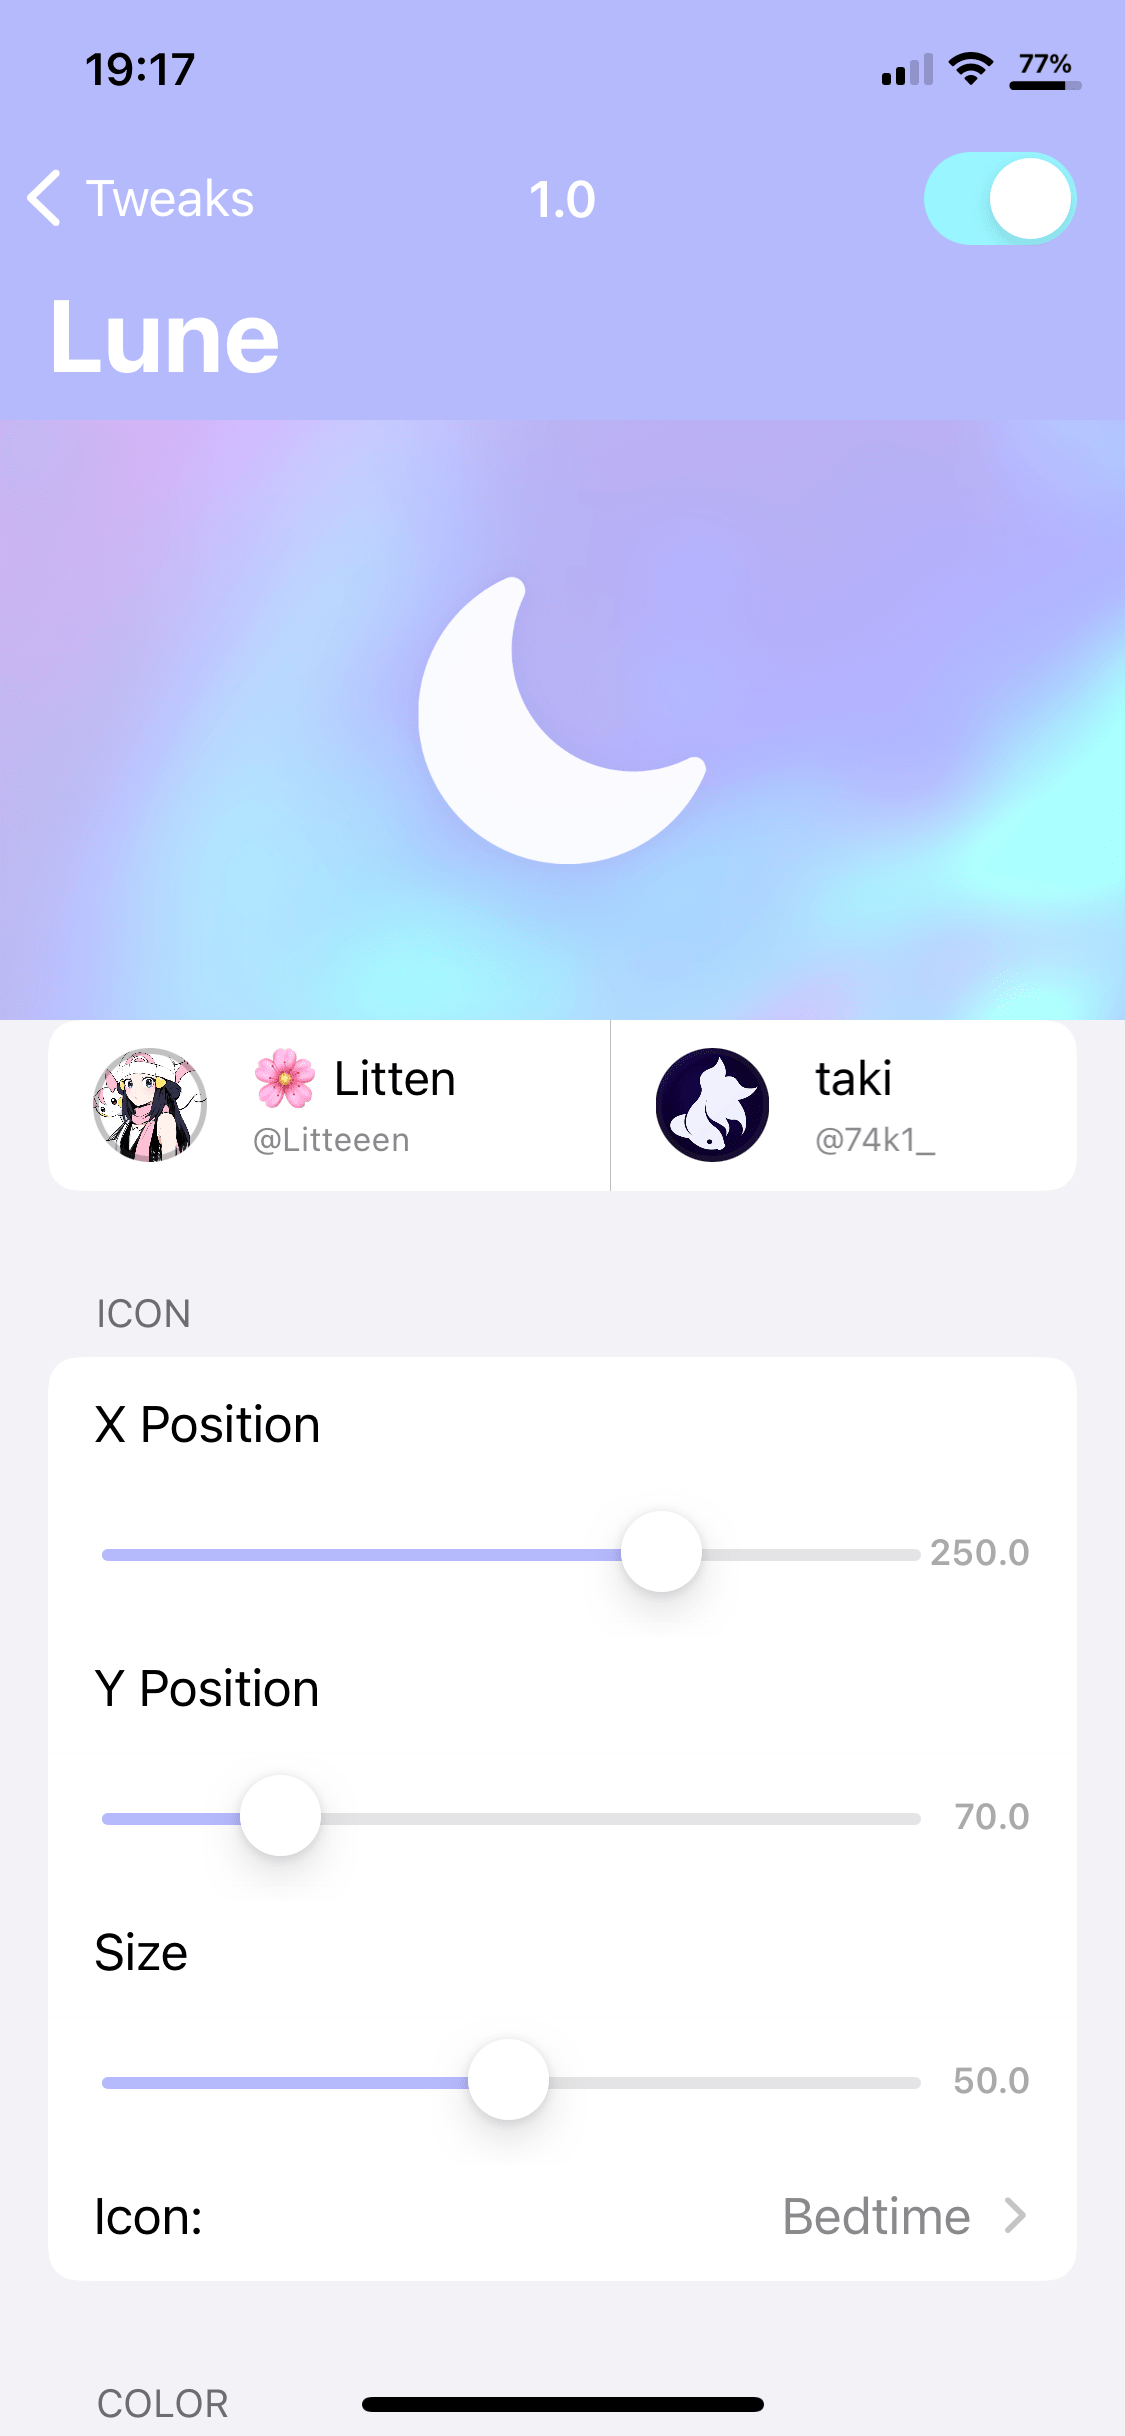 19:17
77%
Tweaks
1.0
Lune
🌸 Litten
@Litteeen
taki
@74k1_
ICON
X Position
250.0
Y Position
70.0
Size
50.0
Icon:
Bedtime
COLOR